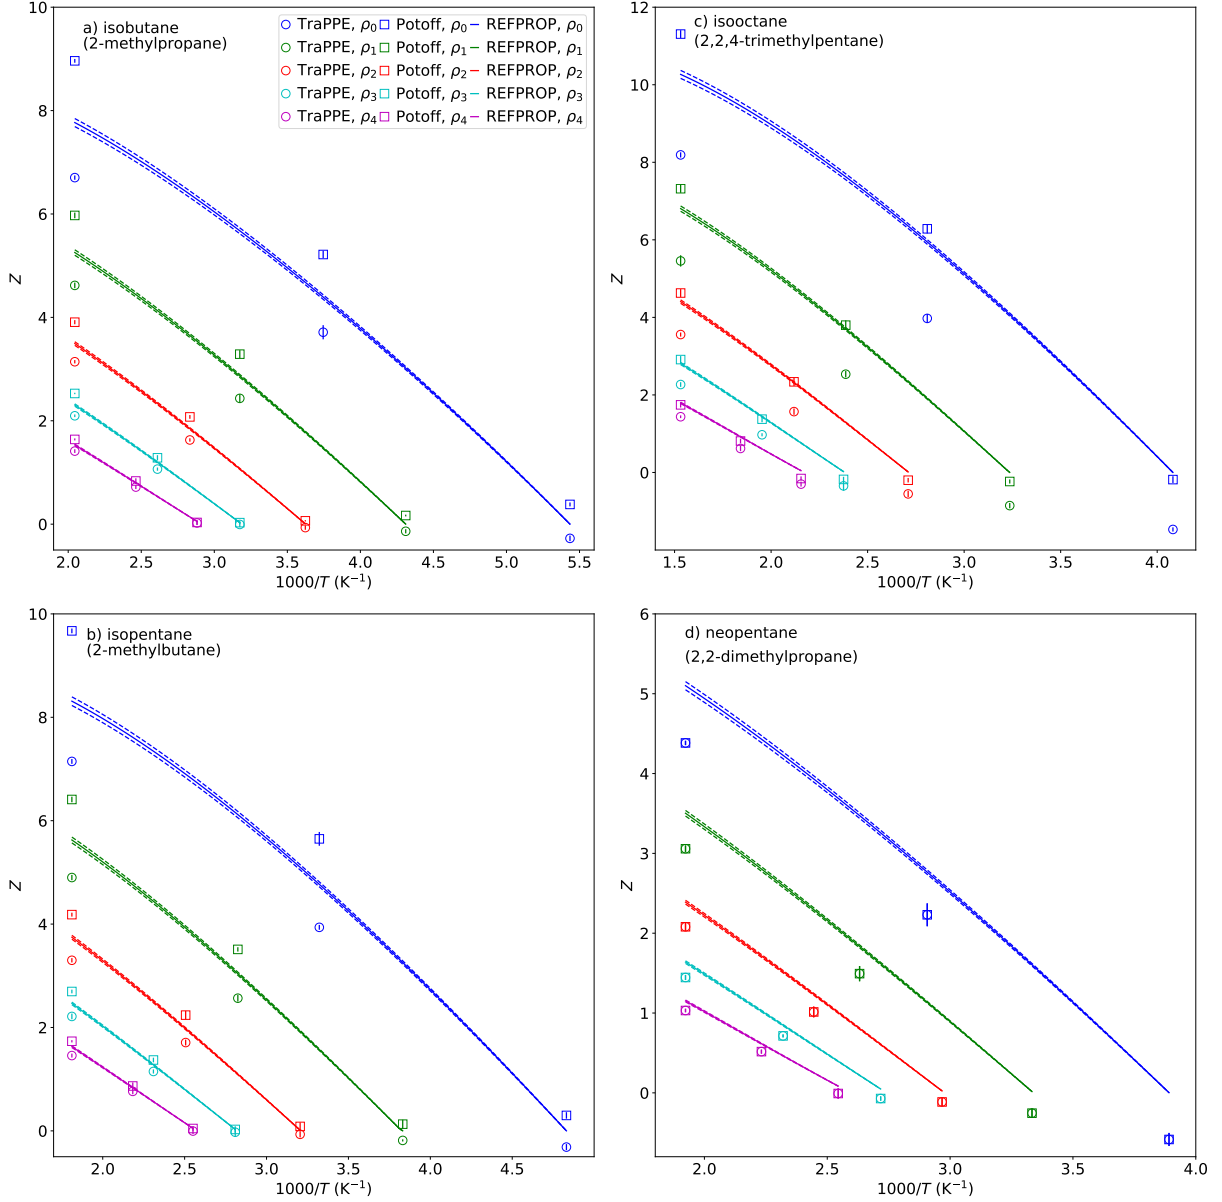 a) isobutane
(2-methylpropane)
TraPPE, ρ0 Potoff, ρ0 REFPROP, ρ0
TraPPE, ρ1 Potoff, ρ1 REFPROP, ρ1
TraPPE, ρ2 Potoff, ρ2 REFPROP, ρ2
TraPPE, ρ3 Potoff, ρ3 REFPROP, ρ3
TraPPE, ρ4 Potoff, ρ4 REFPROP, ρ4
10
8
6
4
2
0
Z
2.0 2.5 3.0 3.5 4.0 4.5 5.0 5.5
1000/T (K−1)
c) isooctane
(2,2,4-trimethylpentane)
12
10
8
6
4
2
0
Z
1.5 2.0 2.5 3.0 3.5 4.0
1000/T (K−1)
b) isopentane
(2-methylbutane)
10
8
6
4
2
0
Z
2.0 2.5 3.0 3.5 4.0 4.5
1000/T (K−1)
d) neopentane
(2,2-dimethylpropane)
6
5
4
3
2
1
0
Z
2.0 2.5 3.0 3.5 4.0
1000/T (K−1)